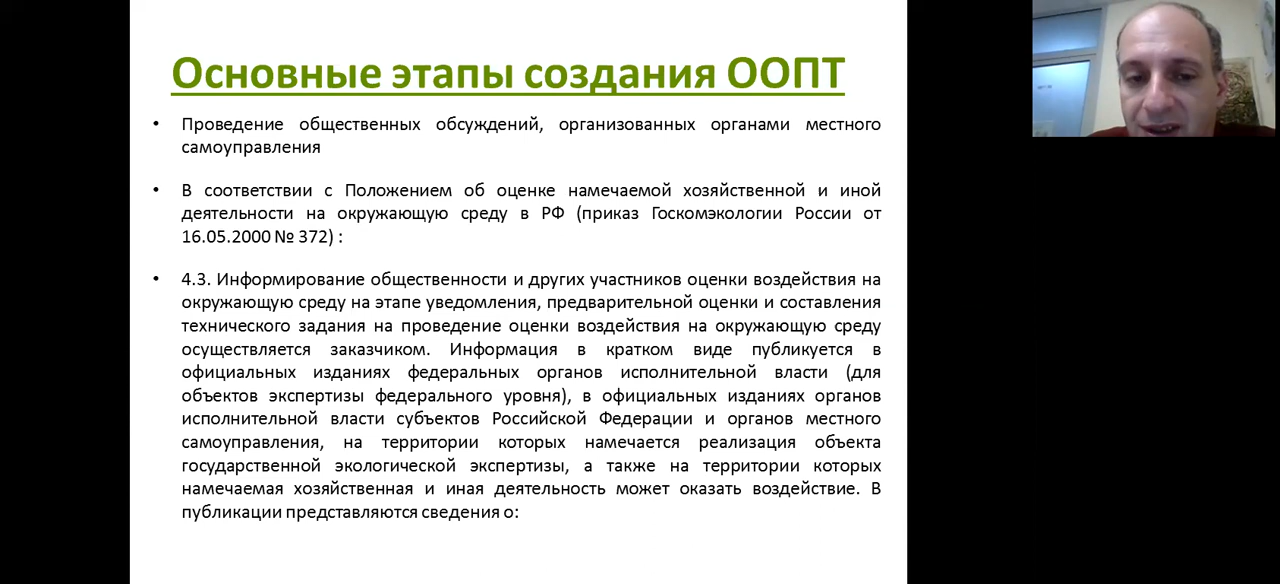 Основные этапы создания ООПТ
• Проведение общественных обсуждений, организованных органами местного
самоуправления
• В соответствии с Положением об оценке намечаемой хозяйственной и иной
деятельности на окружающую среду в РФ (приказ Госкомэкологии России от
16.05.2000 № 372) :
• 4.3. Информирование общественности и других участников оценки воздействия на
окружающую среду на этапе уведомления, предварительной оценки и составления
технического задания на проведение оценки воздействия на окружающую среду
осуществляется заказчиком. Информация в кратком виде публикуется в
официальных изданиях федеральных органов исполнительной власти (для
объектов экспертизы федерального уровня), в официальных изданиях органов
исполнительной власти субъектов Российской Федерации и органов местного
самоуправления, на территории которых намечается реализация объекта
государственной экологической экспертизы, а также на территории которых
намечаемая хозяйственная и иная деятельность может оказать воздействие. В
публикации представляются сведения о: